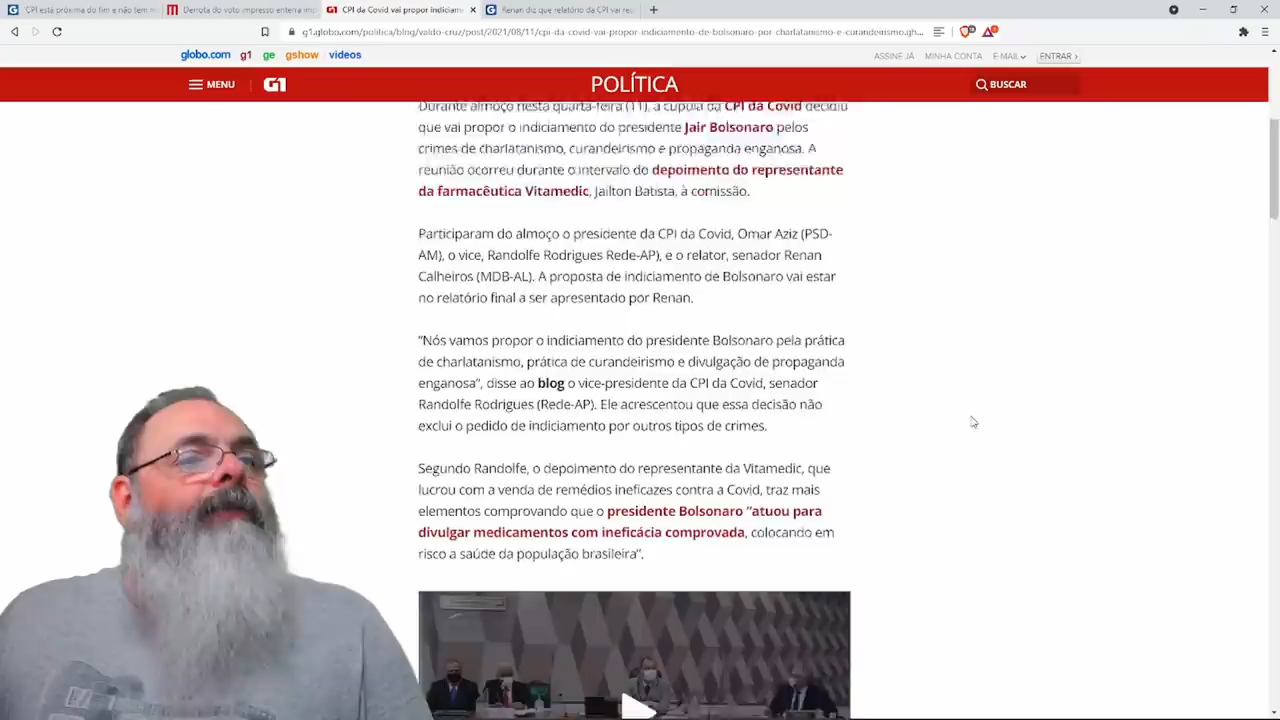 'CPI está próxima do fim e não tem n
Derrota do voto impresso enterra imp
CPI da Covid vai propor indiciam
Renan diz que relatório da CPI vai re
g1.globo.com/politica/blog/valdo-cruz/post/2021/08/11/cpi-da-covid-vai-propor-indiciamento-de-bolsonaro-por-charlatanismo-e-curandeirismo.gh...
globo.com g1 ge gshow videos
ASSINE JÁ MINHA CONTA E-MAIL ENTRAR ›
MENU G1 POLÍTICA BUSCAR
Durante almoço nesta quarta-feira (11), a cúpula da CPI da Covid decidiu
que vai propor o indiciamento do presidente Jair Bolsonaro pelos
crimes de charlatanismo, curandeirismo e propaganda enganosa. A
reunião ocorreu durante o intervalo do depoimento do representante
da farmacêutica Vitamedic, Jailton Batista, à comissão.
Participaram do almoço o presidente da CPI da Covid, Omar Aziz (PSD-
AM), o vice, Randolfe Rodrigues Rede-AP), e o relator, senador Renan
Calheiros (MDB-AL). A proposta de indiciamento de Bolsonaro vai estar
no relatório final a ser apresentado por Renan.
"Nós vamos propor o indiciamento do presidente Bolsonaro pela prática
de charlatanismo, prática de curandeirismo e divulgação de propaganda
enganosa", disse ao blog o vice-presidente da CPI da Covid, senador
Randolfe Rodrigues (Rede-AP). Ele acrescentou que essa decisão não
exclui o pedido de indiciamento por outros tipos de crimes.
Segundo Randolfe, o depoimento do representante da Vitamedic, que
lucrou com a venda de remédios ineficazes contra a Covid, traz mais
elementos comprovando que o presidente Bolsonaro "atuou para
divulgar medicamentos com ineficácia comprovada, colocando em
risco a saúde da população brasileira".